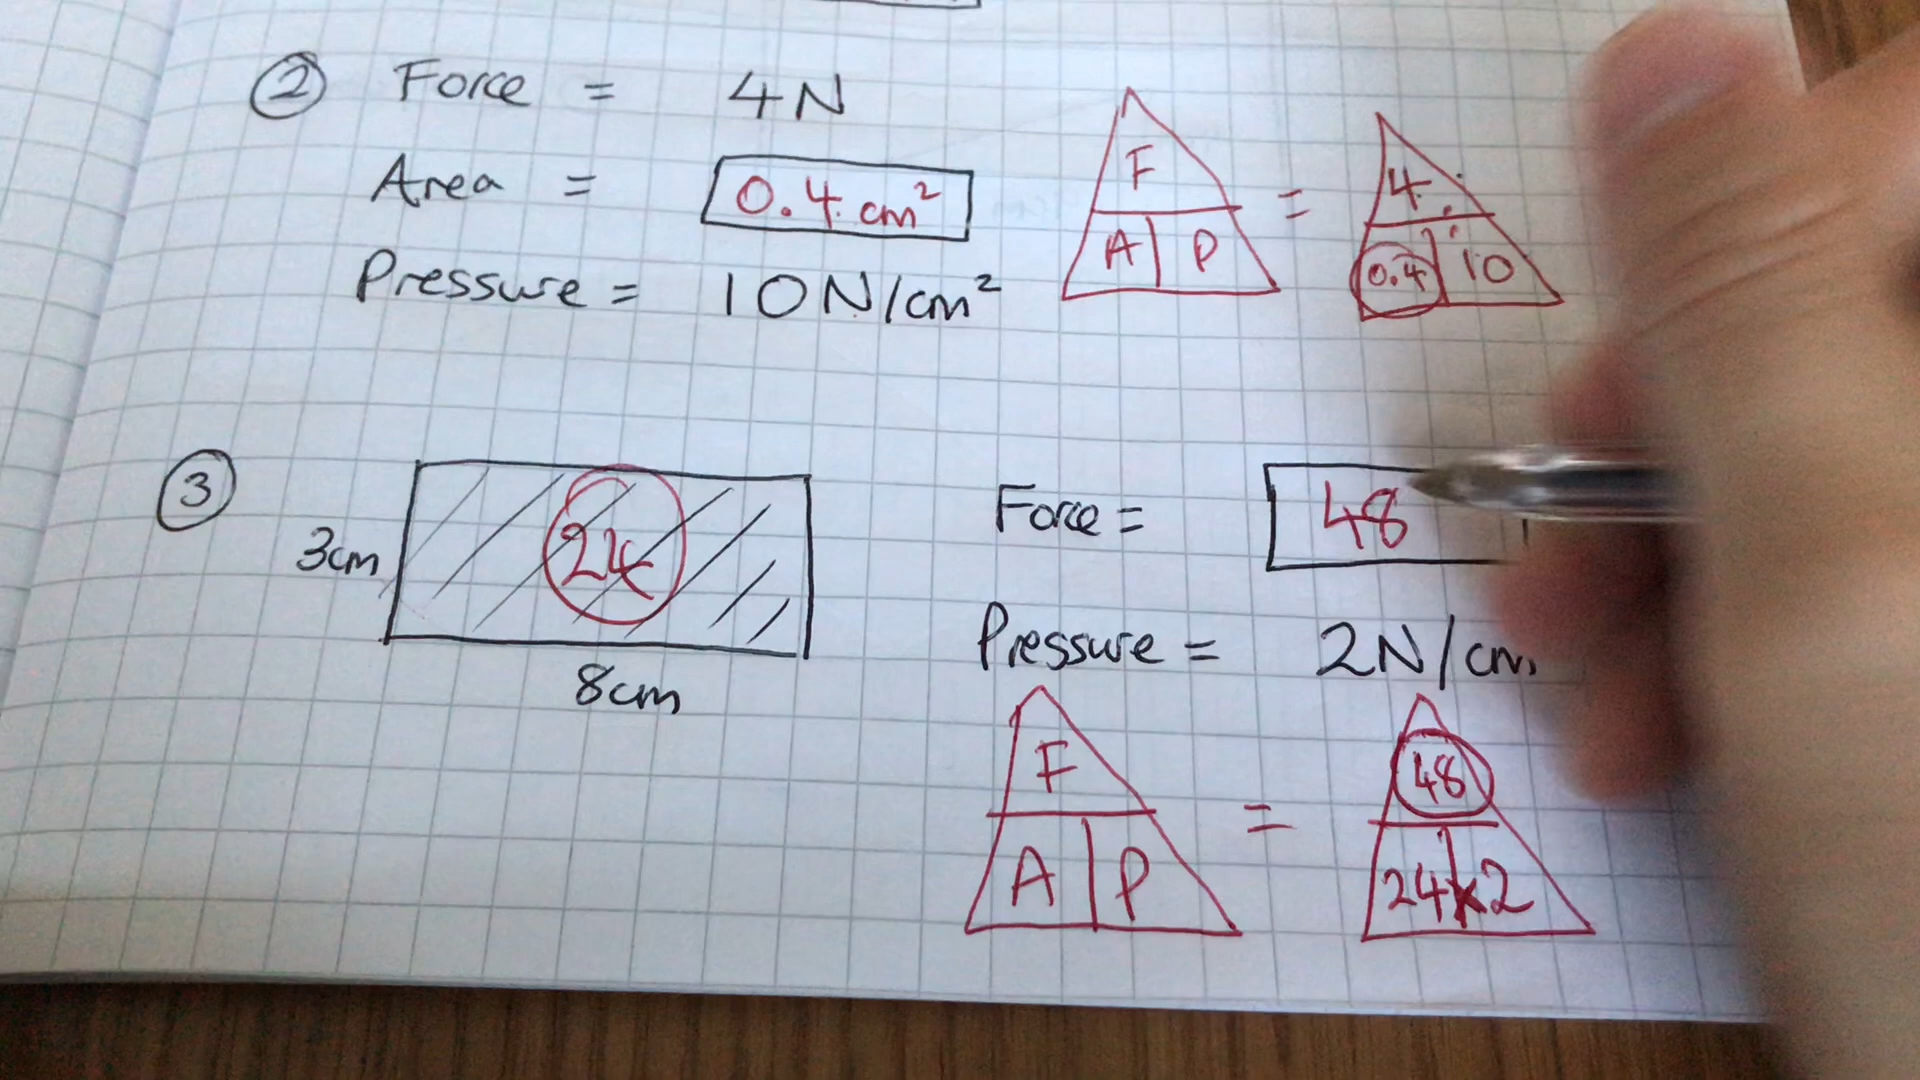 2 Force = 4N
Area = 0.4 cm²
Pressure = 10N/cm²
F
A P
=
4 ÷
0.4 10
3
3cm
24
8cm
Force = 48
Pressure = 2N/cm
F
A P
=
48
24 x 2